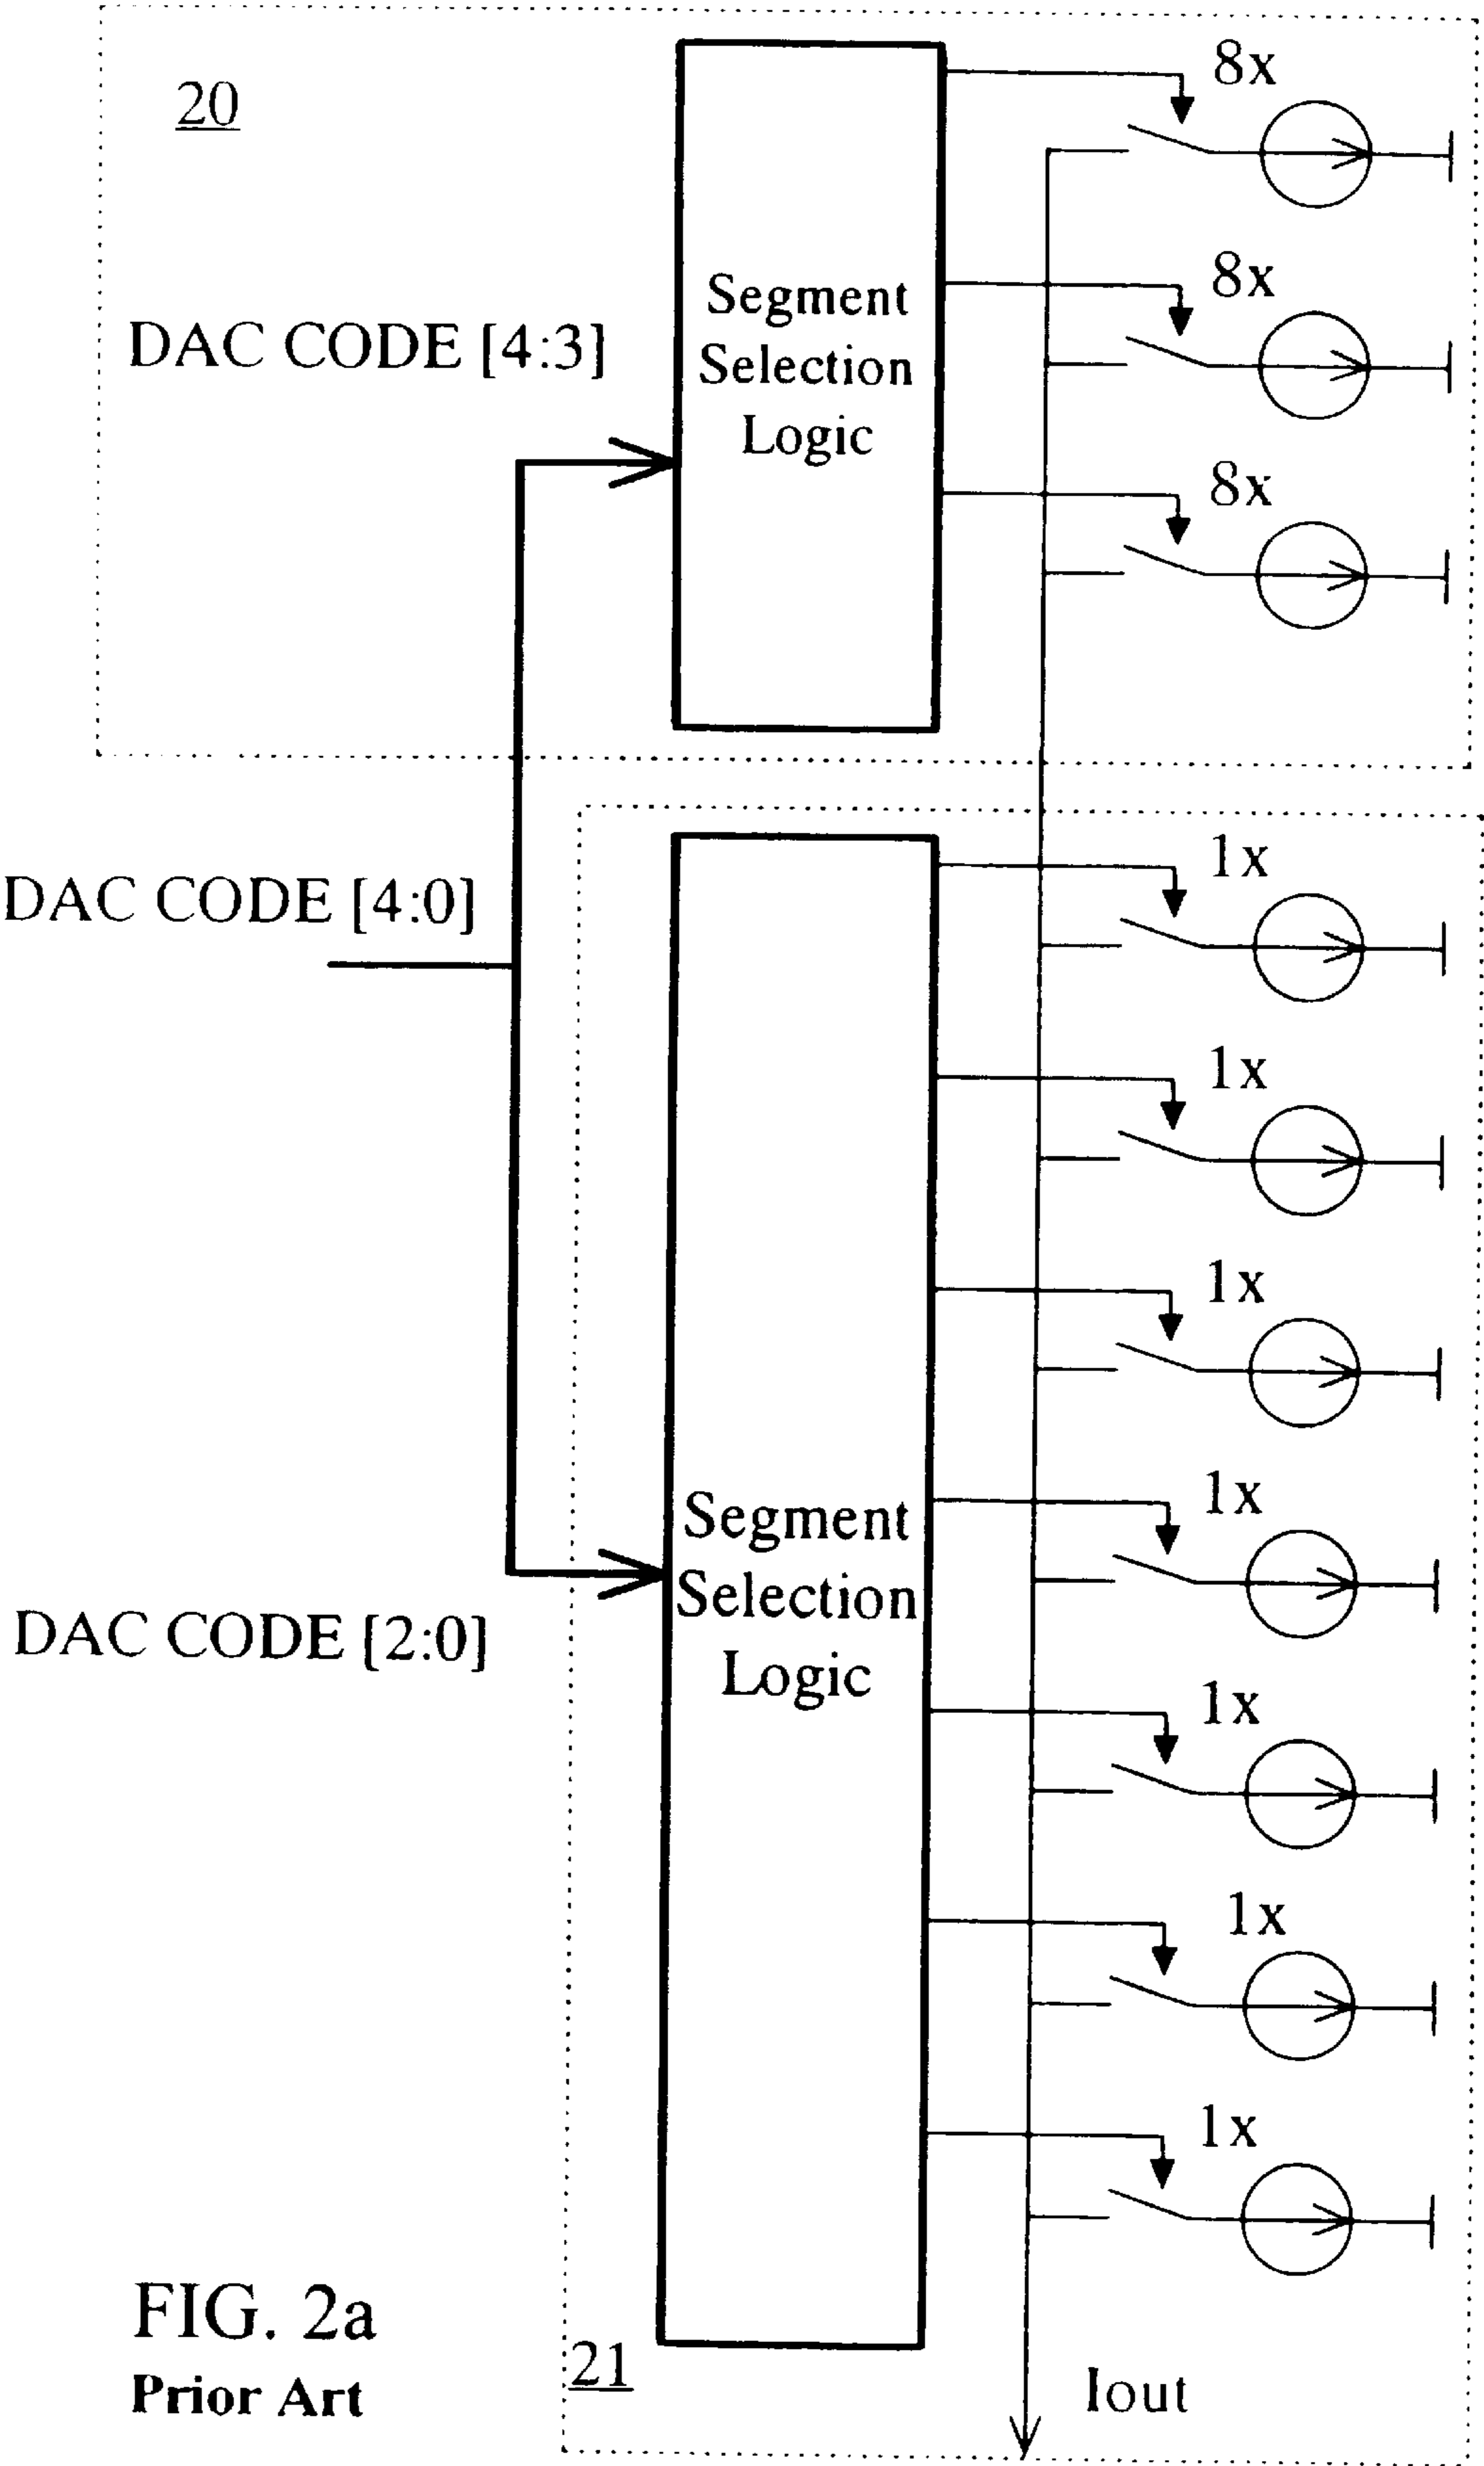 20
8x
8x
8x
DAC CODE [4:3]
Segment
Selection
Logic
DAC CODE [4:0]
1x
1x
1x
1x
1x
1x
1x
Segment
Selection
Logic
DAC CODE [2:0]
FIG. 2a
Prior Art
21
Iout